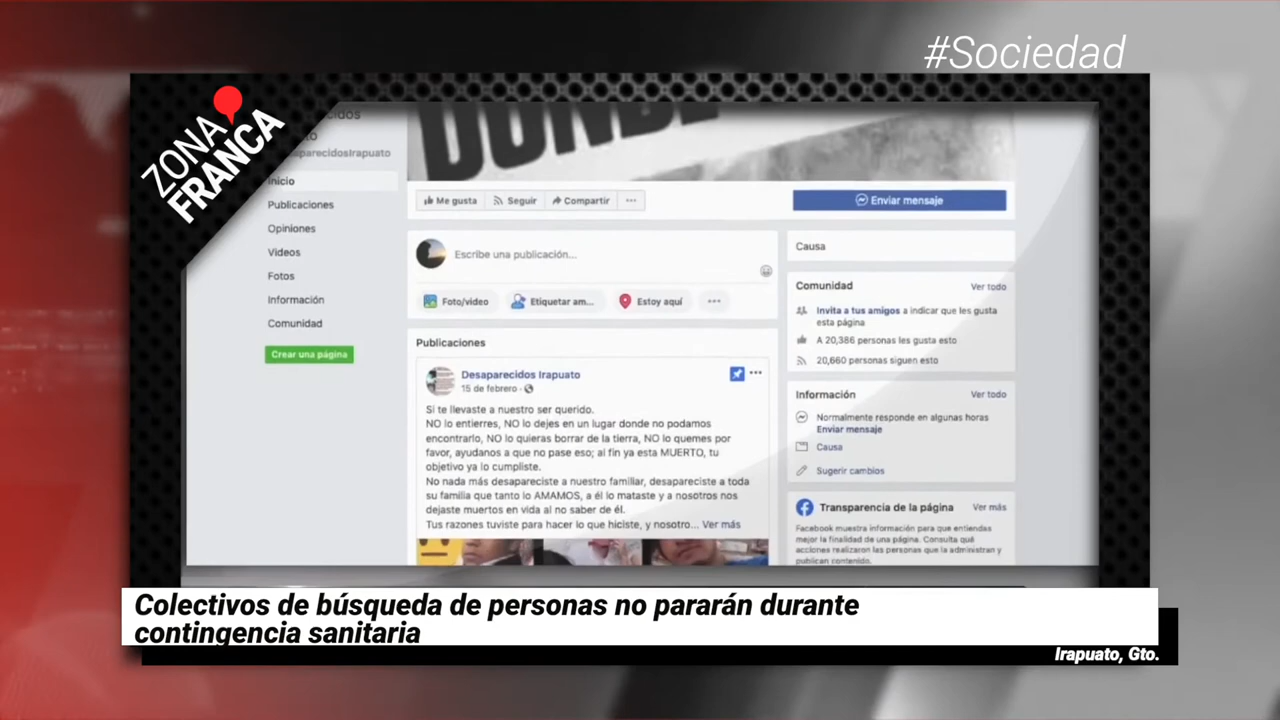 #Sociedad
ZONA
FRANCA
Inicio
Publicaciones
Opiniones
Videos
Fotos
Información
Comunidad
Crear una página
Me gusta
Seguir
Compartir
Enviar mensaje
Escribe una publicación...
Foto/video
Etiquetar am...
Estoy aquí
Publicaciones
Desaparecidos Irapuato
15 de febrero
Si te llevaste a nuestro ser querido.
NO lo entierres, NO lo dejes en un lugar donde no podamos
encontrarlo, NO lo quieras borrar de la tierra, NO lo quemes por
favor, ayudanos a que no pase eso; al fin ya esta MUERTO, tu
objetivo ya lo cumpliste.
No nada más desapareciste a nuestro familiar, desapareciste a toda
su familia que tanto lo AMAMOS, a él lo mataste y a nosotros nos
dejaste muertos en vida al no saber de él.
Tus razones tuviste para hacer lo que hiciste, y nosotro... Ver más
Causa
Comunidad Ver todo
Invita a tus amigos a indicar que les gusta
esta página
A 20,386 personas les gusta esto
20,660 personas siguen esto
Información Ver todo
Normalmente responde en algunas horas
Enviar mensaje
Causa
Sugerir cambios
Transparencia de la página Ver más
Facebook muestra información para que entiendas
mejor la finalidad de una página. Consulta qué
acciones realizaron las personas que la administran y
publican contenido.
Colectivos de búsqueda de personas no pararán durante
contingencia sanitaria
Irapuato, Gto.